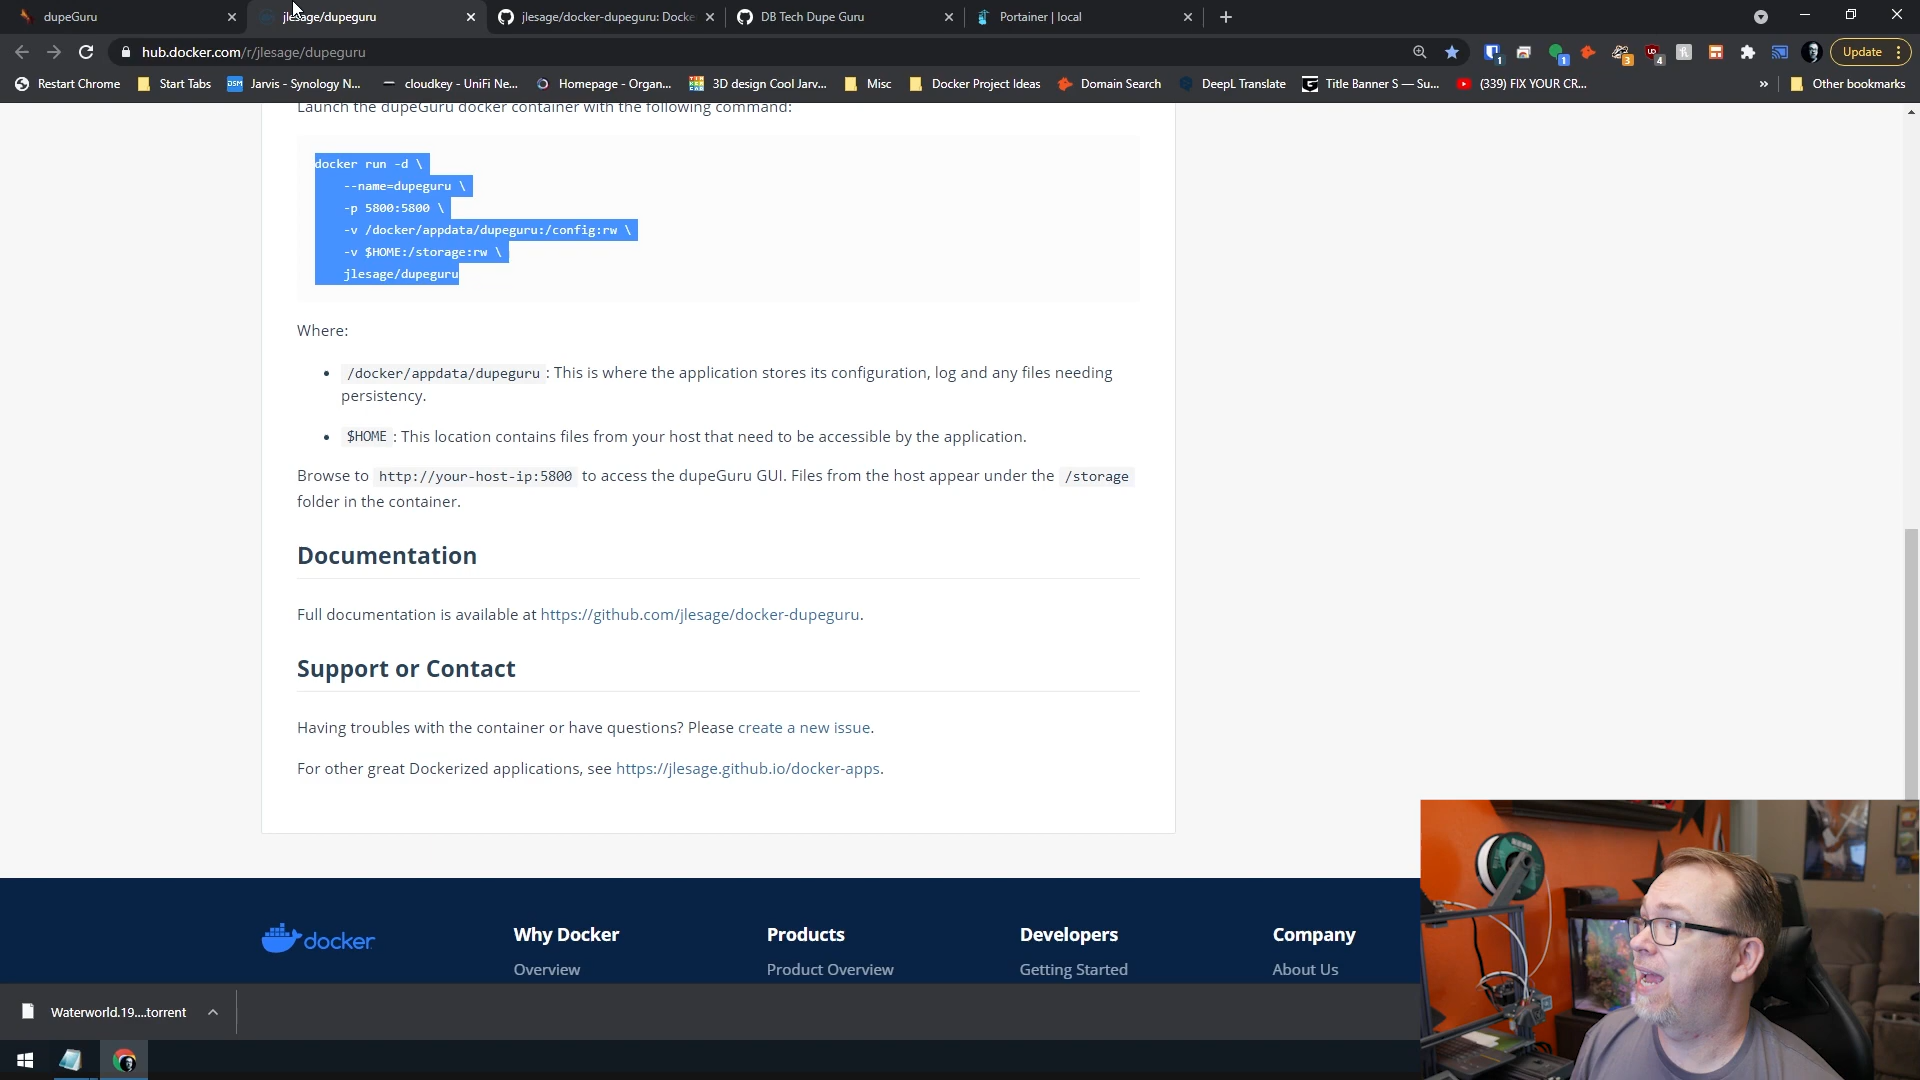 dupeGuru
jlesage/dupeguru
jlesage/docker-dupeguru: Docke
DB Tech Dupe Guru
Portainer | local
hub.docker.com/r/jlesage/dupeguru
Update
Restart Chrome
Start Tabs
Jarvis - Synology N...
cloudkey - UniFi Ne...
Homepage - Organ...
3D design Cool Jarv...
Misc
Docker Project Ideas
Domain Search
DeepL Translate
Title Banner S — Su...
(339) FIX YOUR CR...
»
Other bookmarks
Launch the dupeGuru docker container with the following command:
docker run -d \
--name=dupeguru \
-p 5800:5800 \
-v /docker/appdata/dupeguru:/config:rw \
-v $HOME:/storage:rw \
jlesage/dupeguru
Where:
• /docker/appdata/dupeguru : This is where the application stores its configuration, log and any files needing
persistency.
• $HOME : This location contains files from your host that need to be accessible by the application.
Browse to http://your-host-ip:5800 to access the dupeGuru GUI. Files from the host appear under the /storage
folder in the container.
Documentation
Full documentation is available at https://github.com/jlesage/docker-dupeguru.
Support or Contact
Having troubles with the container or have questions? Please create a new issue.
For other great Dockerized applications, see https://jlesage.github.io/docker-apps.
docker
Why Docker
Products
Developers
Company
Overview
Product Overview
Getting Started
About Us
Waterworld.19....torrent